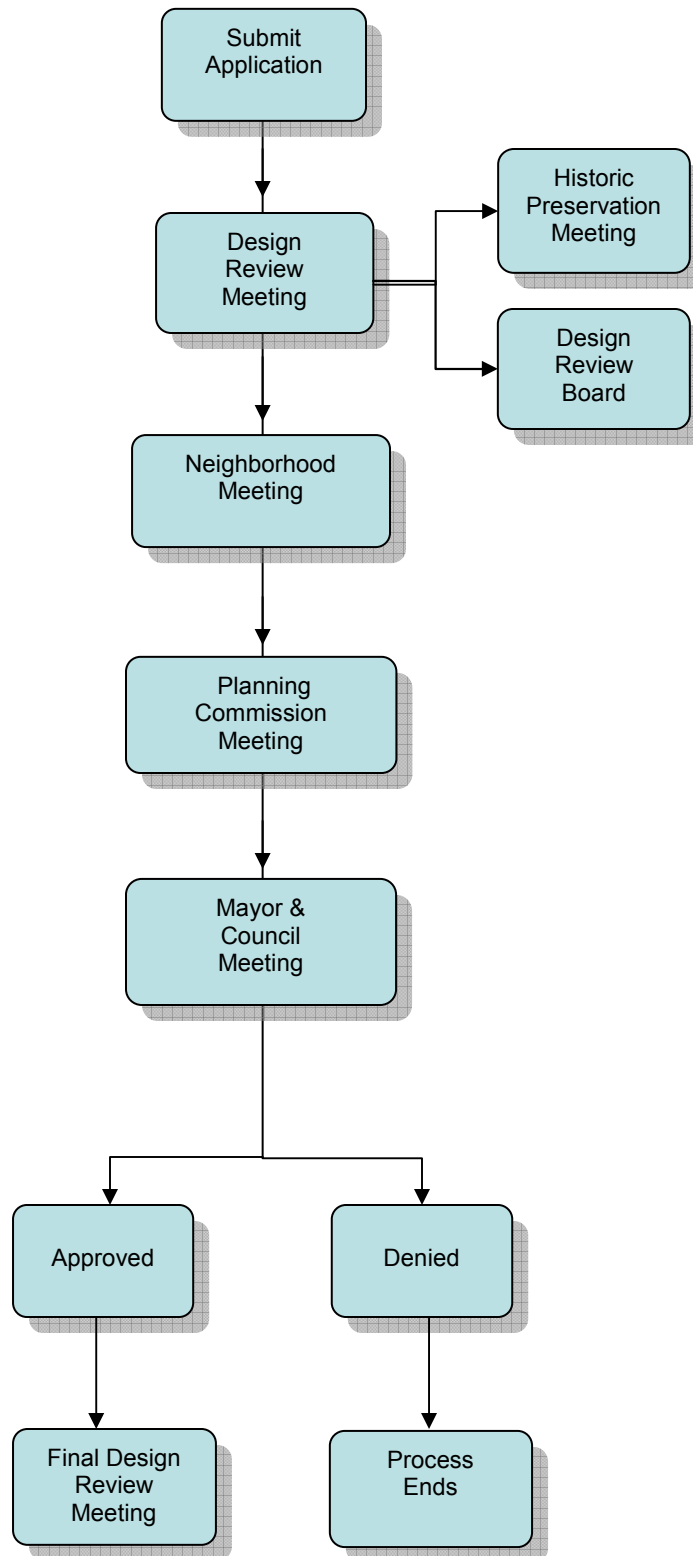 Submit
Application
Historic
Preservation
Meeting
Design
Review
Meeting
Design
Review
Board
Neighborhood
Meeting
Planning
Commission
Meeting
Mayor &
Council
Meeting
Approved
Denied
Final Design
Review
Meeting
Process
Ends